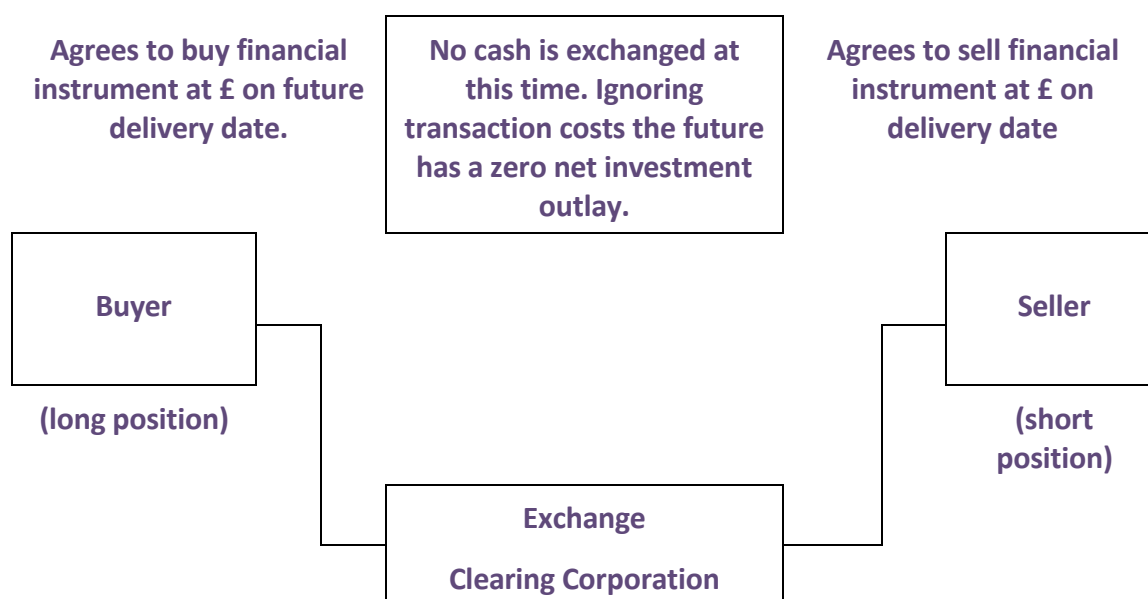 Agrees to buy financial
instrument at £ on future
delivery date.
No cash is exchanged at
this time. Ignoring
transaction costs the future
has a zero net investment
outlay.
Agrees to sell financial
instrument at £ on
delivery date
Buyer
Seller
(long position)
(short
position)
Exchange
Clearing Corporation